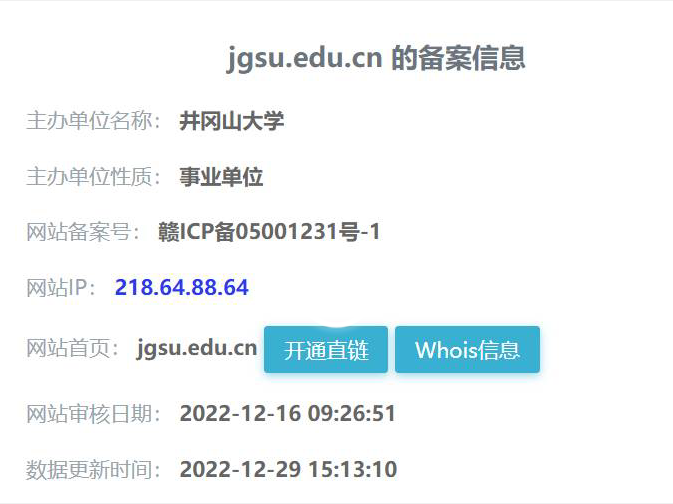 jgsu.edu.cn 的备案信息
主办单位名称： 井冈山大学
主办单位性质： 事业单位
网站备案号： 赣ICP备05001231号-1
网站IP： 218.64.88.64
网站首页： jgsu.edu.cn 开通直链 Whois信息
网站审核日期： 2022-12-16 09:26:51
数据更新时间： 2022-12-29 15:13:10